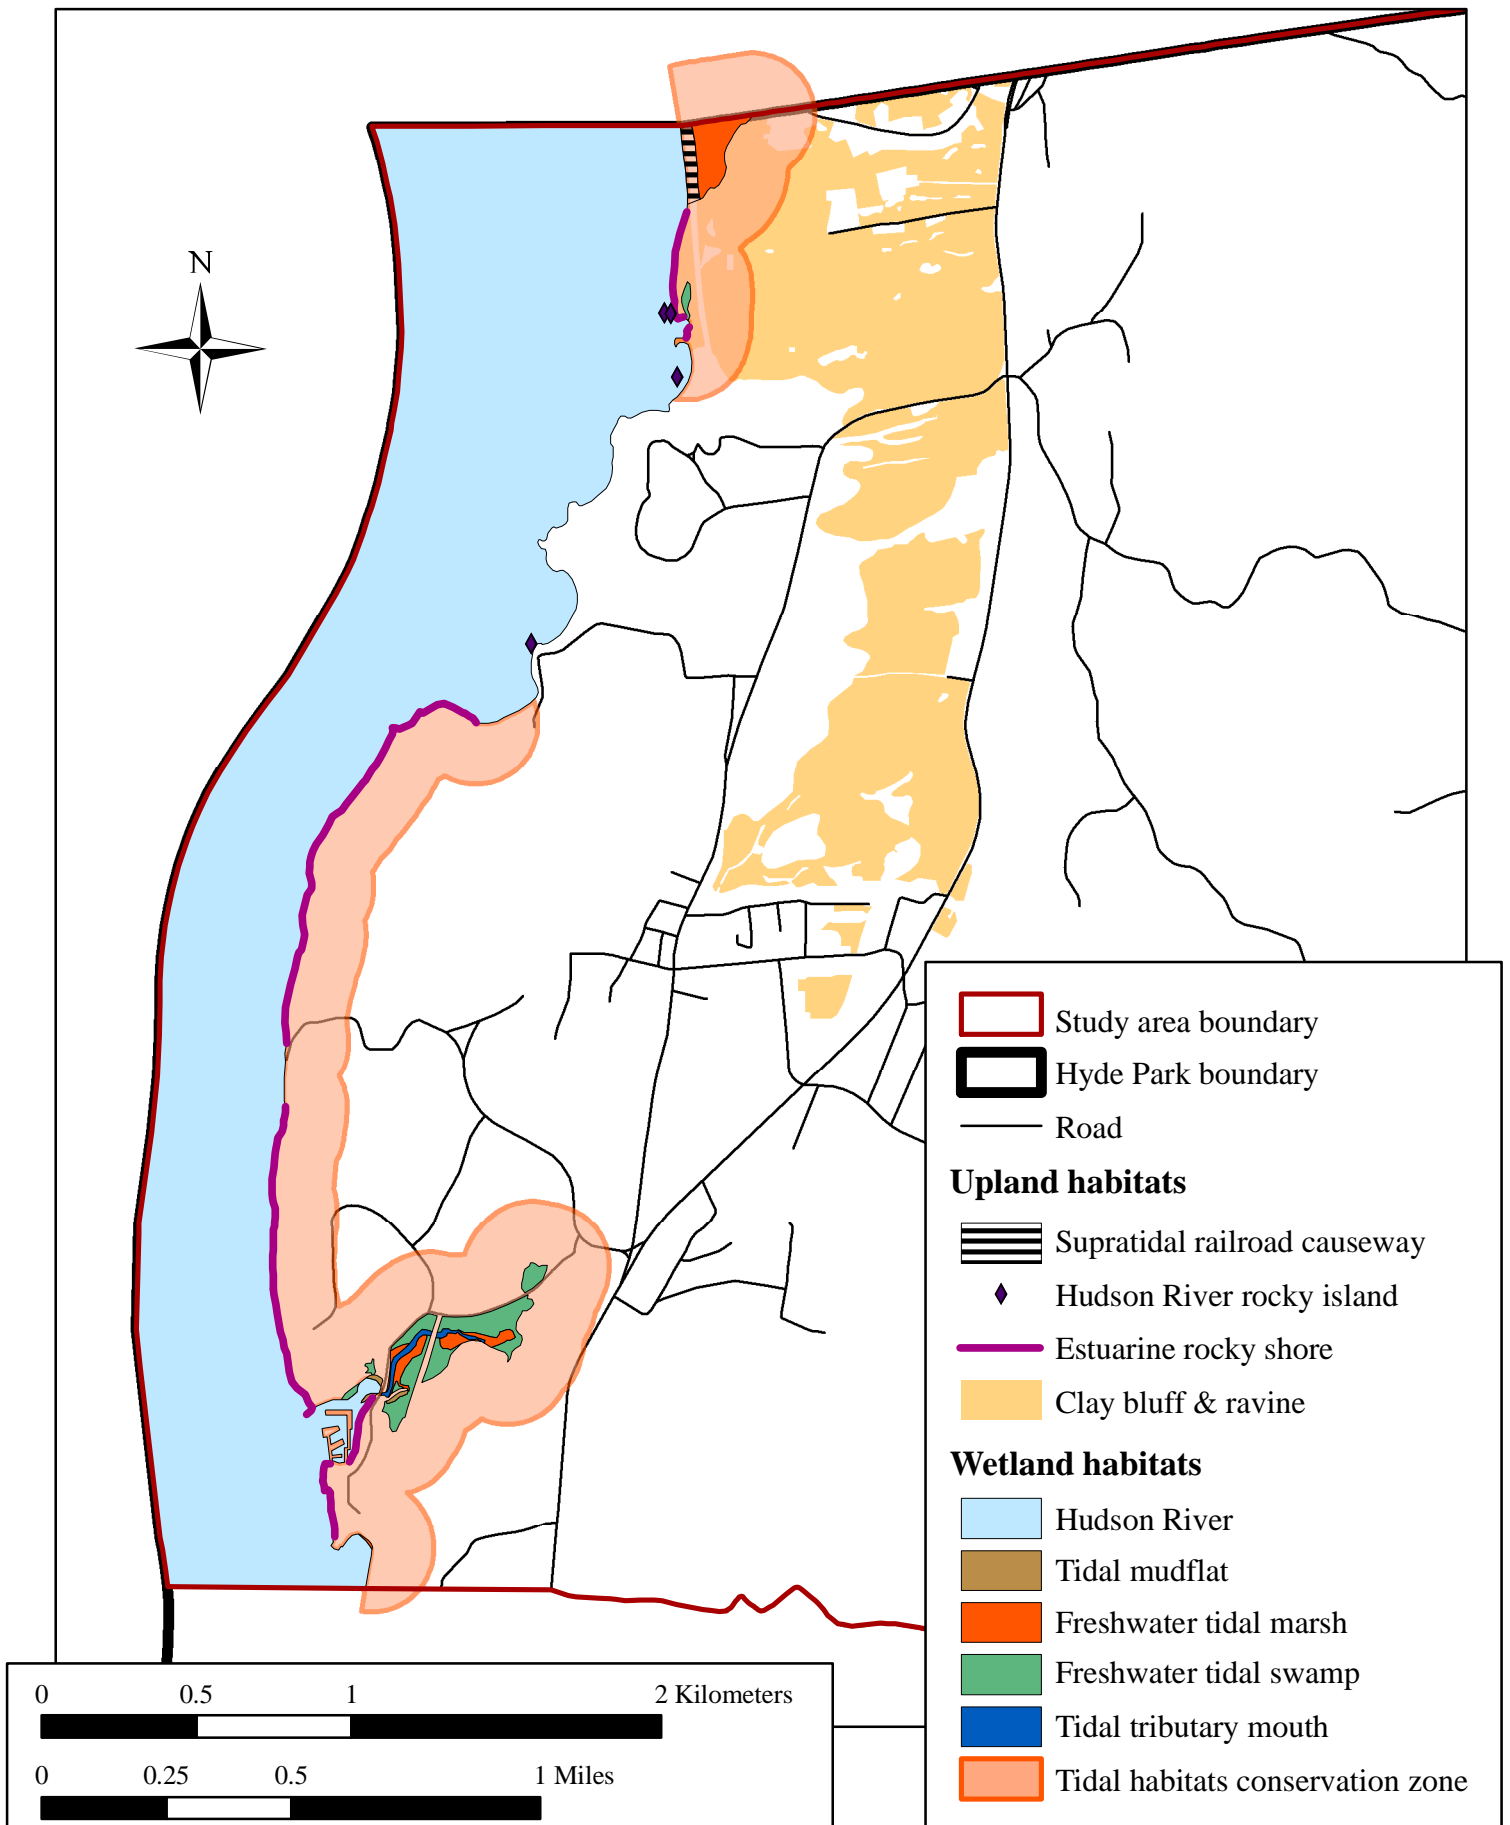 N
Study area boundary
Hyde Park boundary
Road
Upland habitats
Supratidal railroad causeway
Hudson River rocky island
Estuarine rocky shore
Clay bluff & ravine
Wetland habitats
Hudson River
Tidal mudflat
Freshwater tidal marsh
Freshwater tidal swamp
Tidal tributary mouth
Tidal habitats conservation zone
0 0.5 1 2 Kilometers
0 0.25 0.5 1 Miles